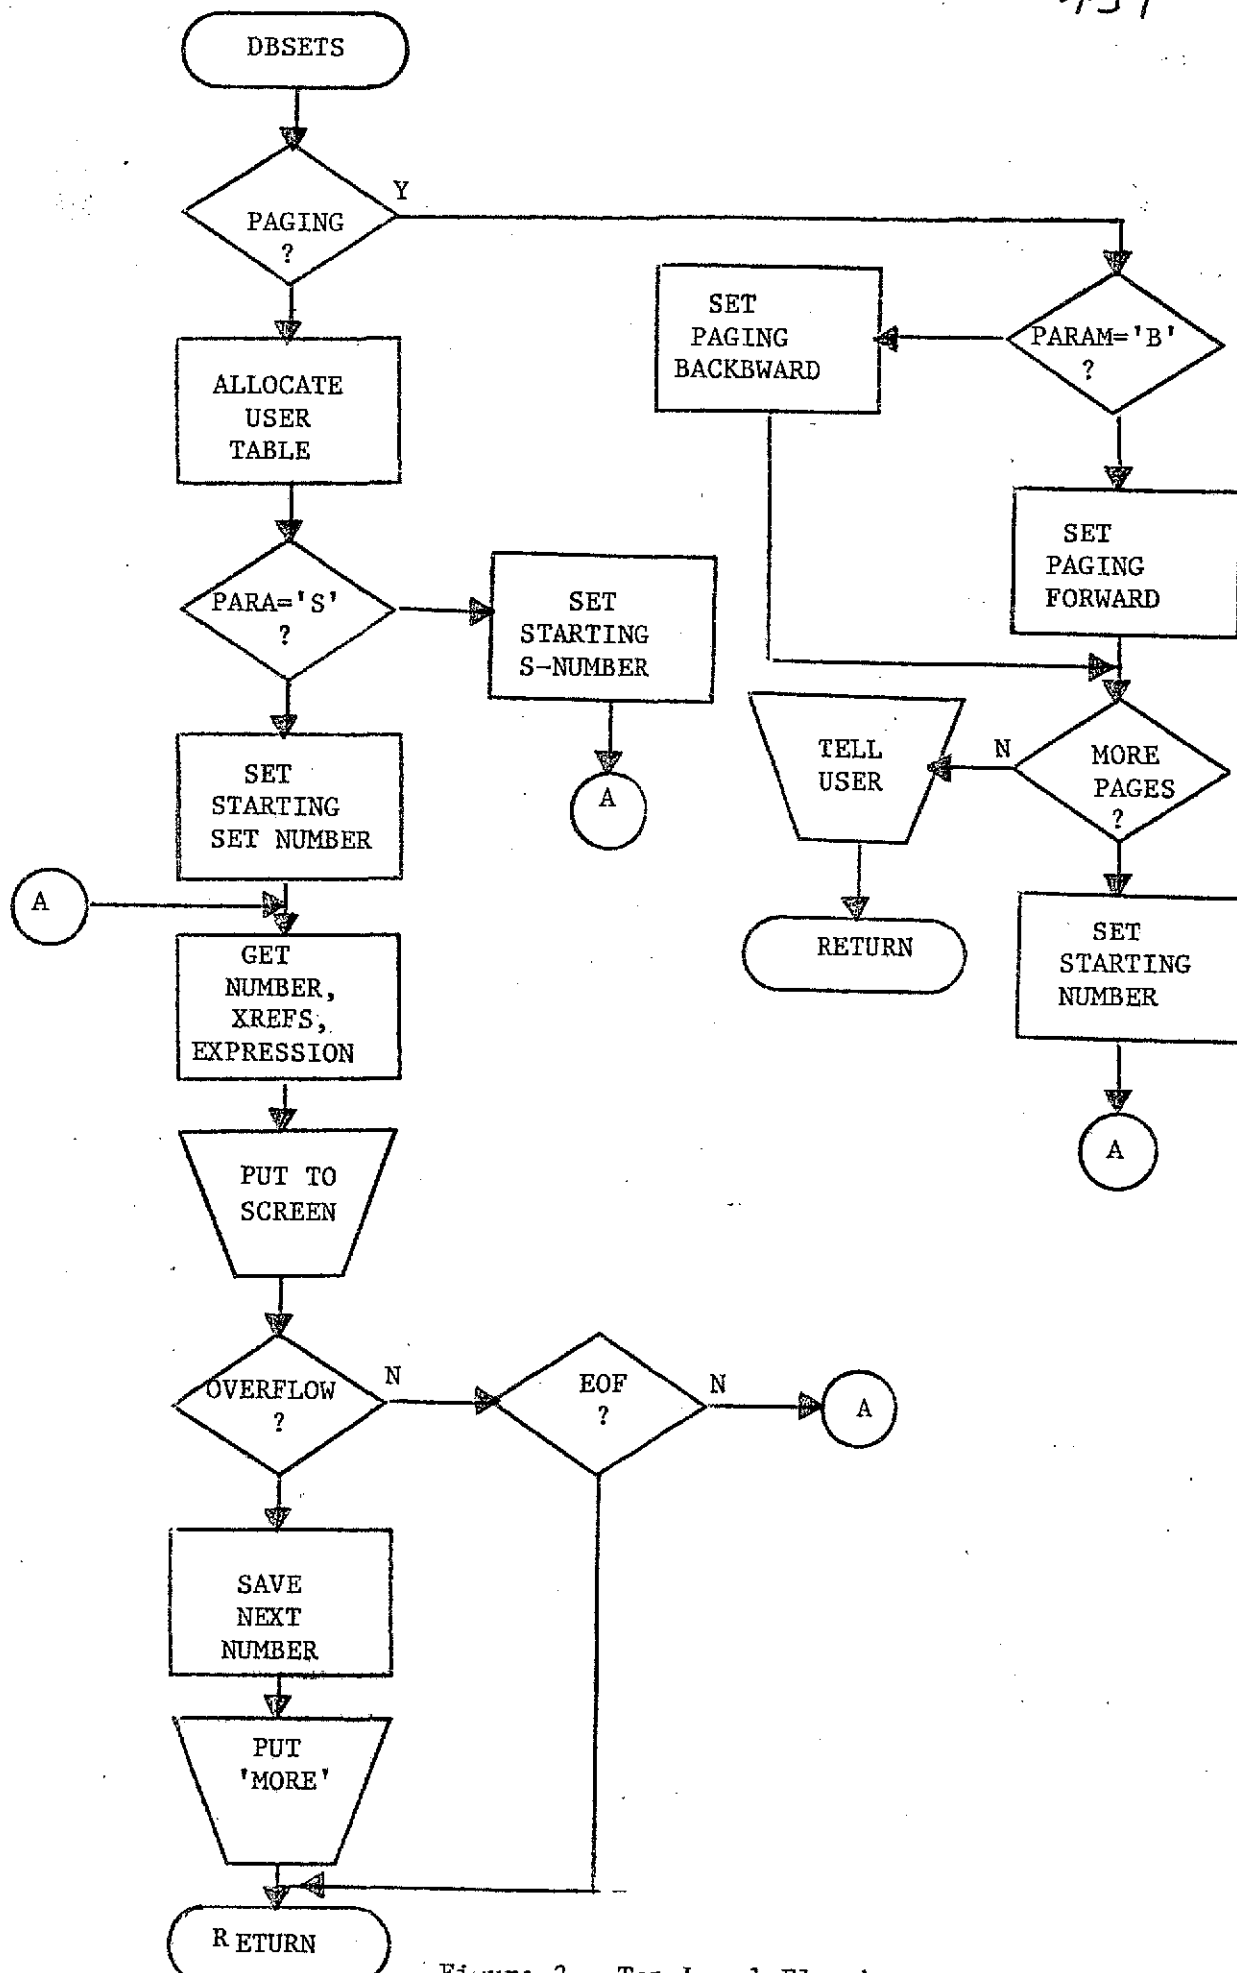 DBSETS
PAGING
?
Y
ALLOCATE
USER
TABLE
PARA='S'
?
SET
STARTING
S-NUMBER
A
SET
STARTING
SET NUMBER
A
GET
NUMBER,
XREFS,
EXPRESSION
PUT TO
SCREEN
OVERFLOW
?
N
EOF
?
N
A
SAVE
NEXT
NUMBER
PUT
'MORE'
RETURN
PARAM='B'
?
SET
PAGING
BACKBWARD
SET
PAGING
FORWARD
MORE
PAGES
?
N
TELL
USER
RETURN
SET
STARTING
NUMBER
A